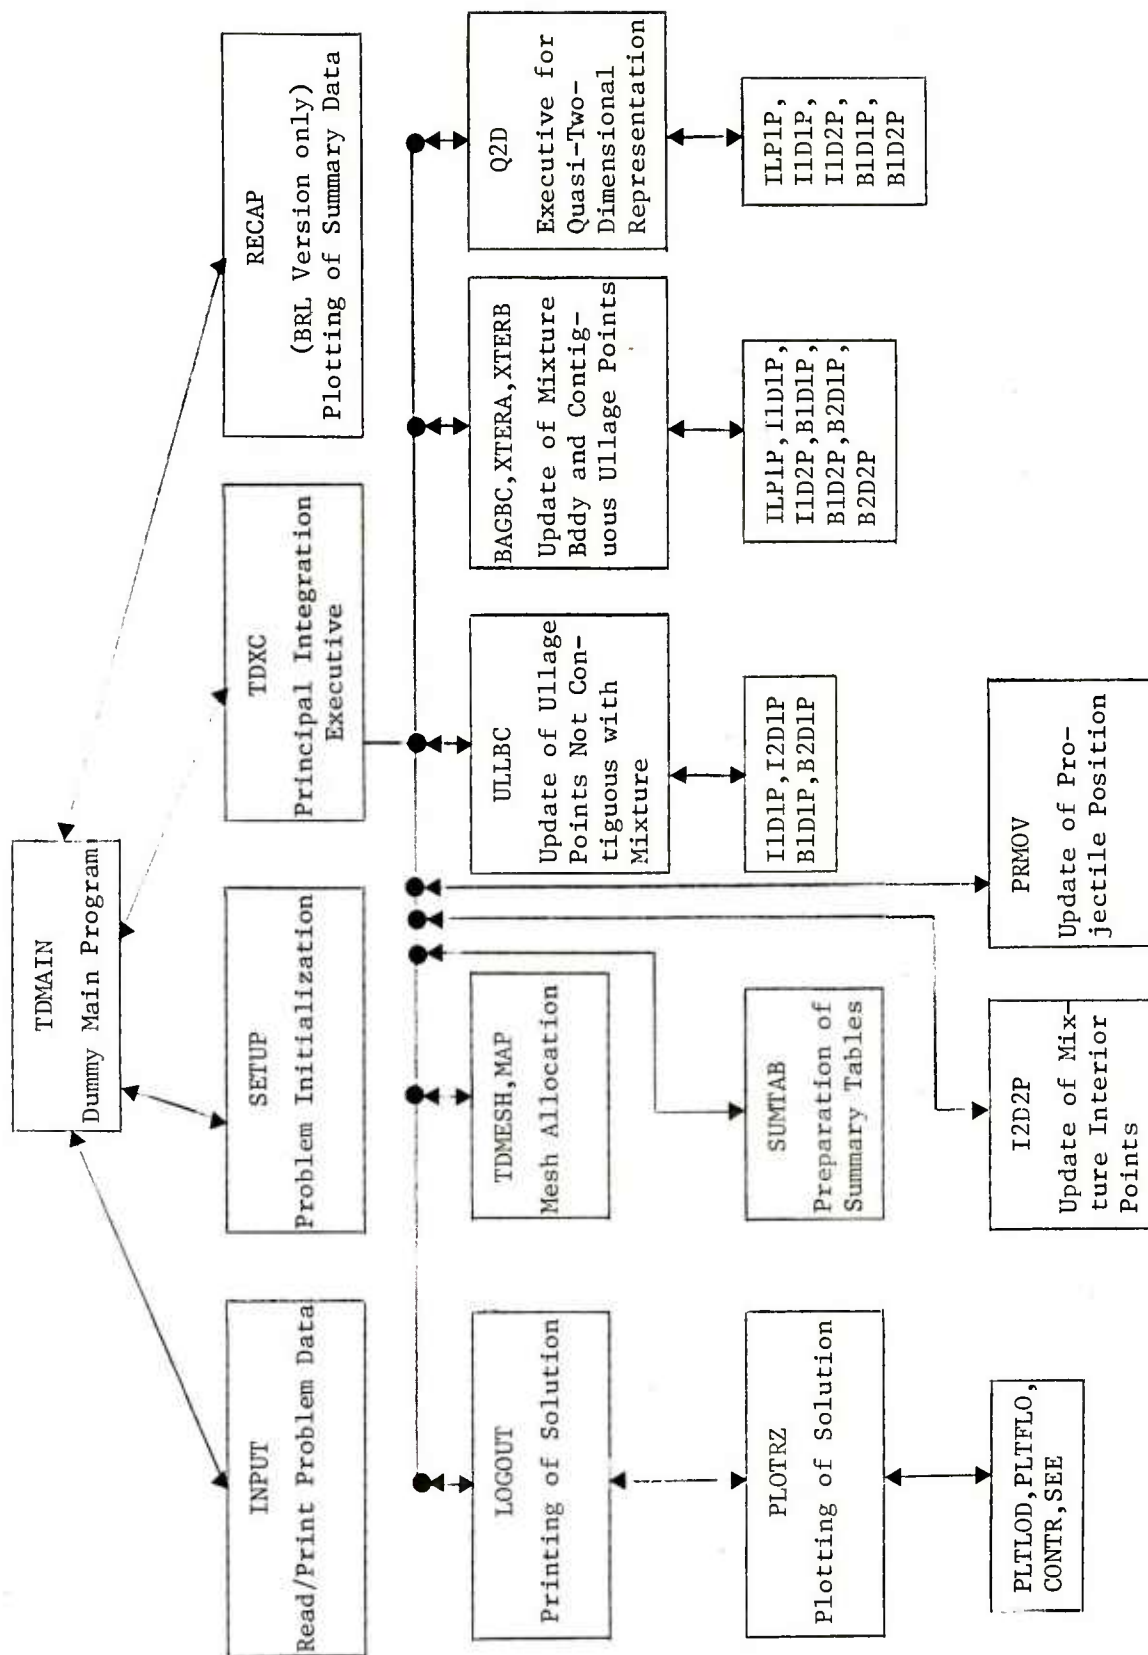 TDMAIN
Dummy Main Program
INPUT
Read/Print Problem Data
SETUP
Problem Initialization
TDXC
Principal Integration
Executive
RECAP
(BRL Version only)
Plotting of Summary Data
LOGOUT
Printing of Solution
TDMESH,MAP
Mesh Allocation
ULLBC
Update of Ullage
Points Not Con-
tiguous with
Mixture
BAGBC,XTERA,XTERB
Update of Mixture
Bddy and Contig-
uous Ullage Points
Q2D
Executive for
Quasi-Two-
Dimensional
Representation
PLOTRZ
Plotting of Solution
SUMTAB
Preparation of
Summary Tables
I1D1P,I2D1P
B1D1P,B2D1P
ILP1P,I1D1P,
I1D2P,B1D1P,
B1D2P,B2D1P,
B2D2P
ILP1P,
I1D1P,
I1D2P,
B1D1P,
B1D2P
PLTLOD,PLTFLO,
CONTR,SEE
I2D2P
Update of Mix-
ture Interior
Points
PRMOV
Update of Pro-
jectile Position